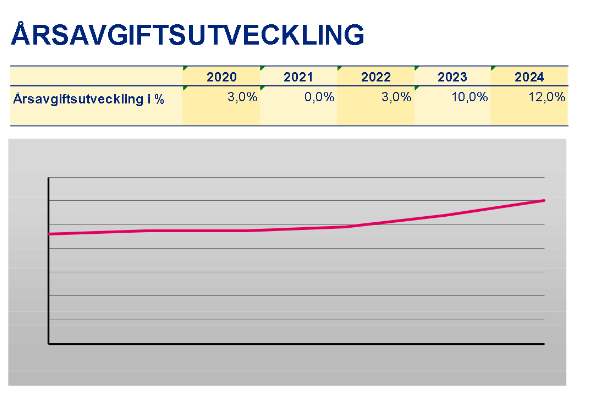 ÅRSAVGIFTSUTVECKLING
2020 2021 2022 2023 2024
Årsavgiftsutveckling i % 3,0% 0,0% 3,0% 10,0% 12,0%